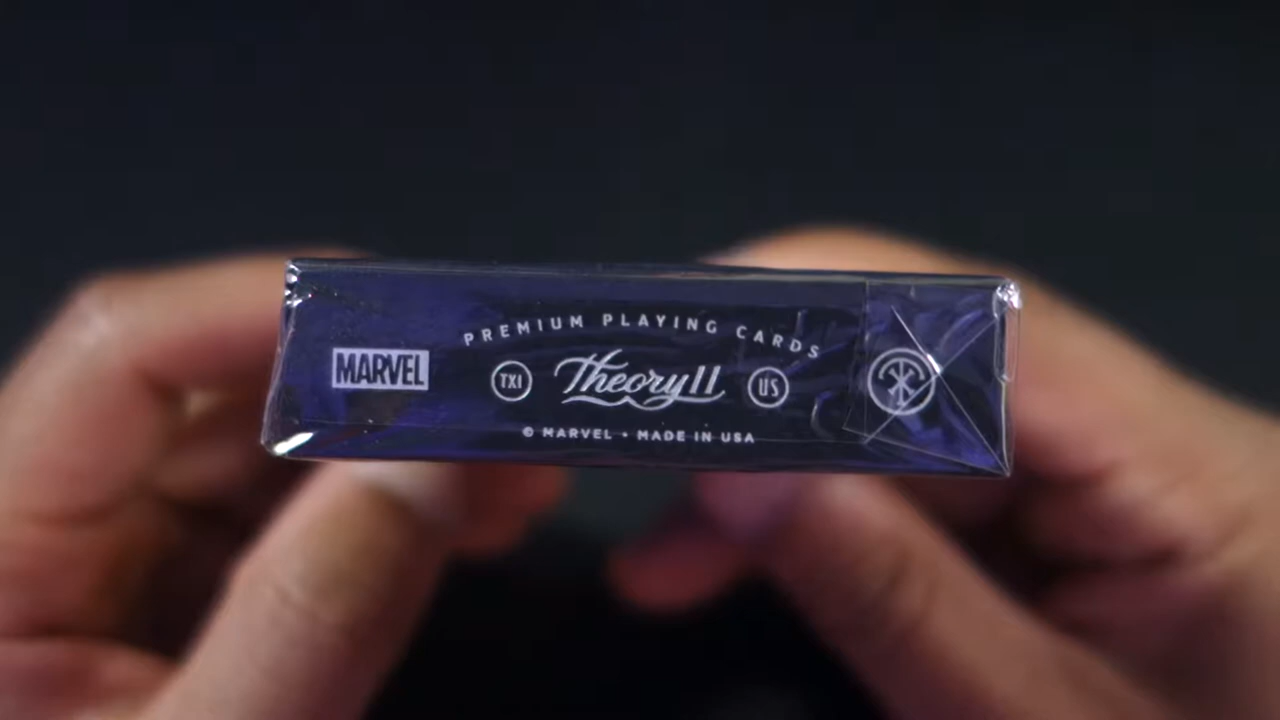 PREMIUM PLAYING CARDS
MARVEL
TXI
Theory11
US
© MARVEL • MADE IN USA